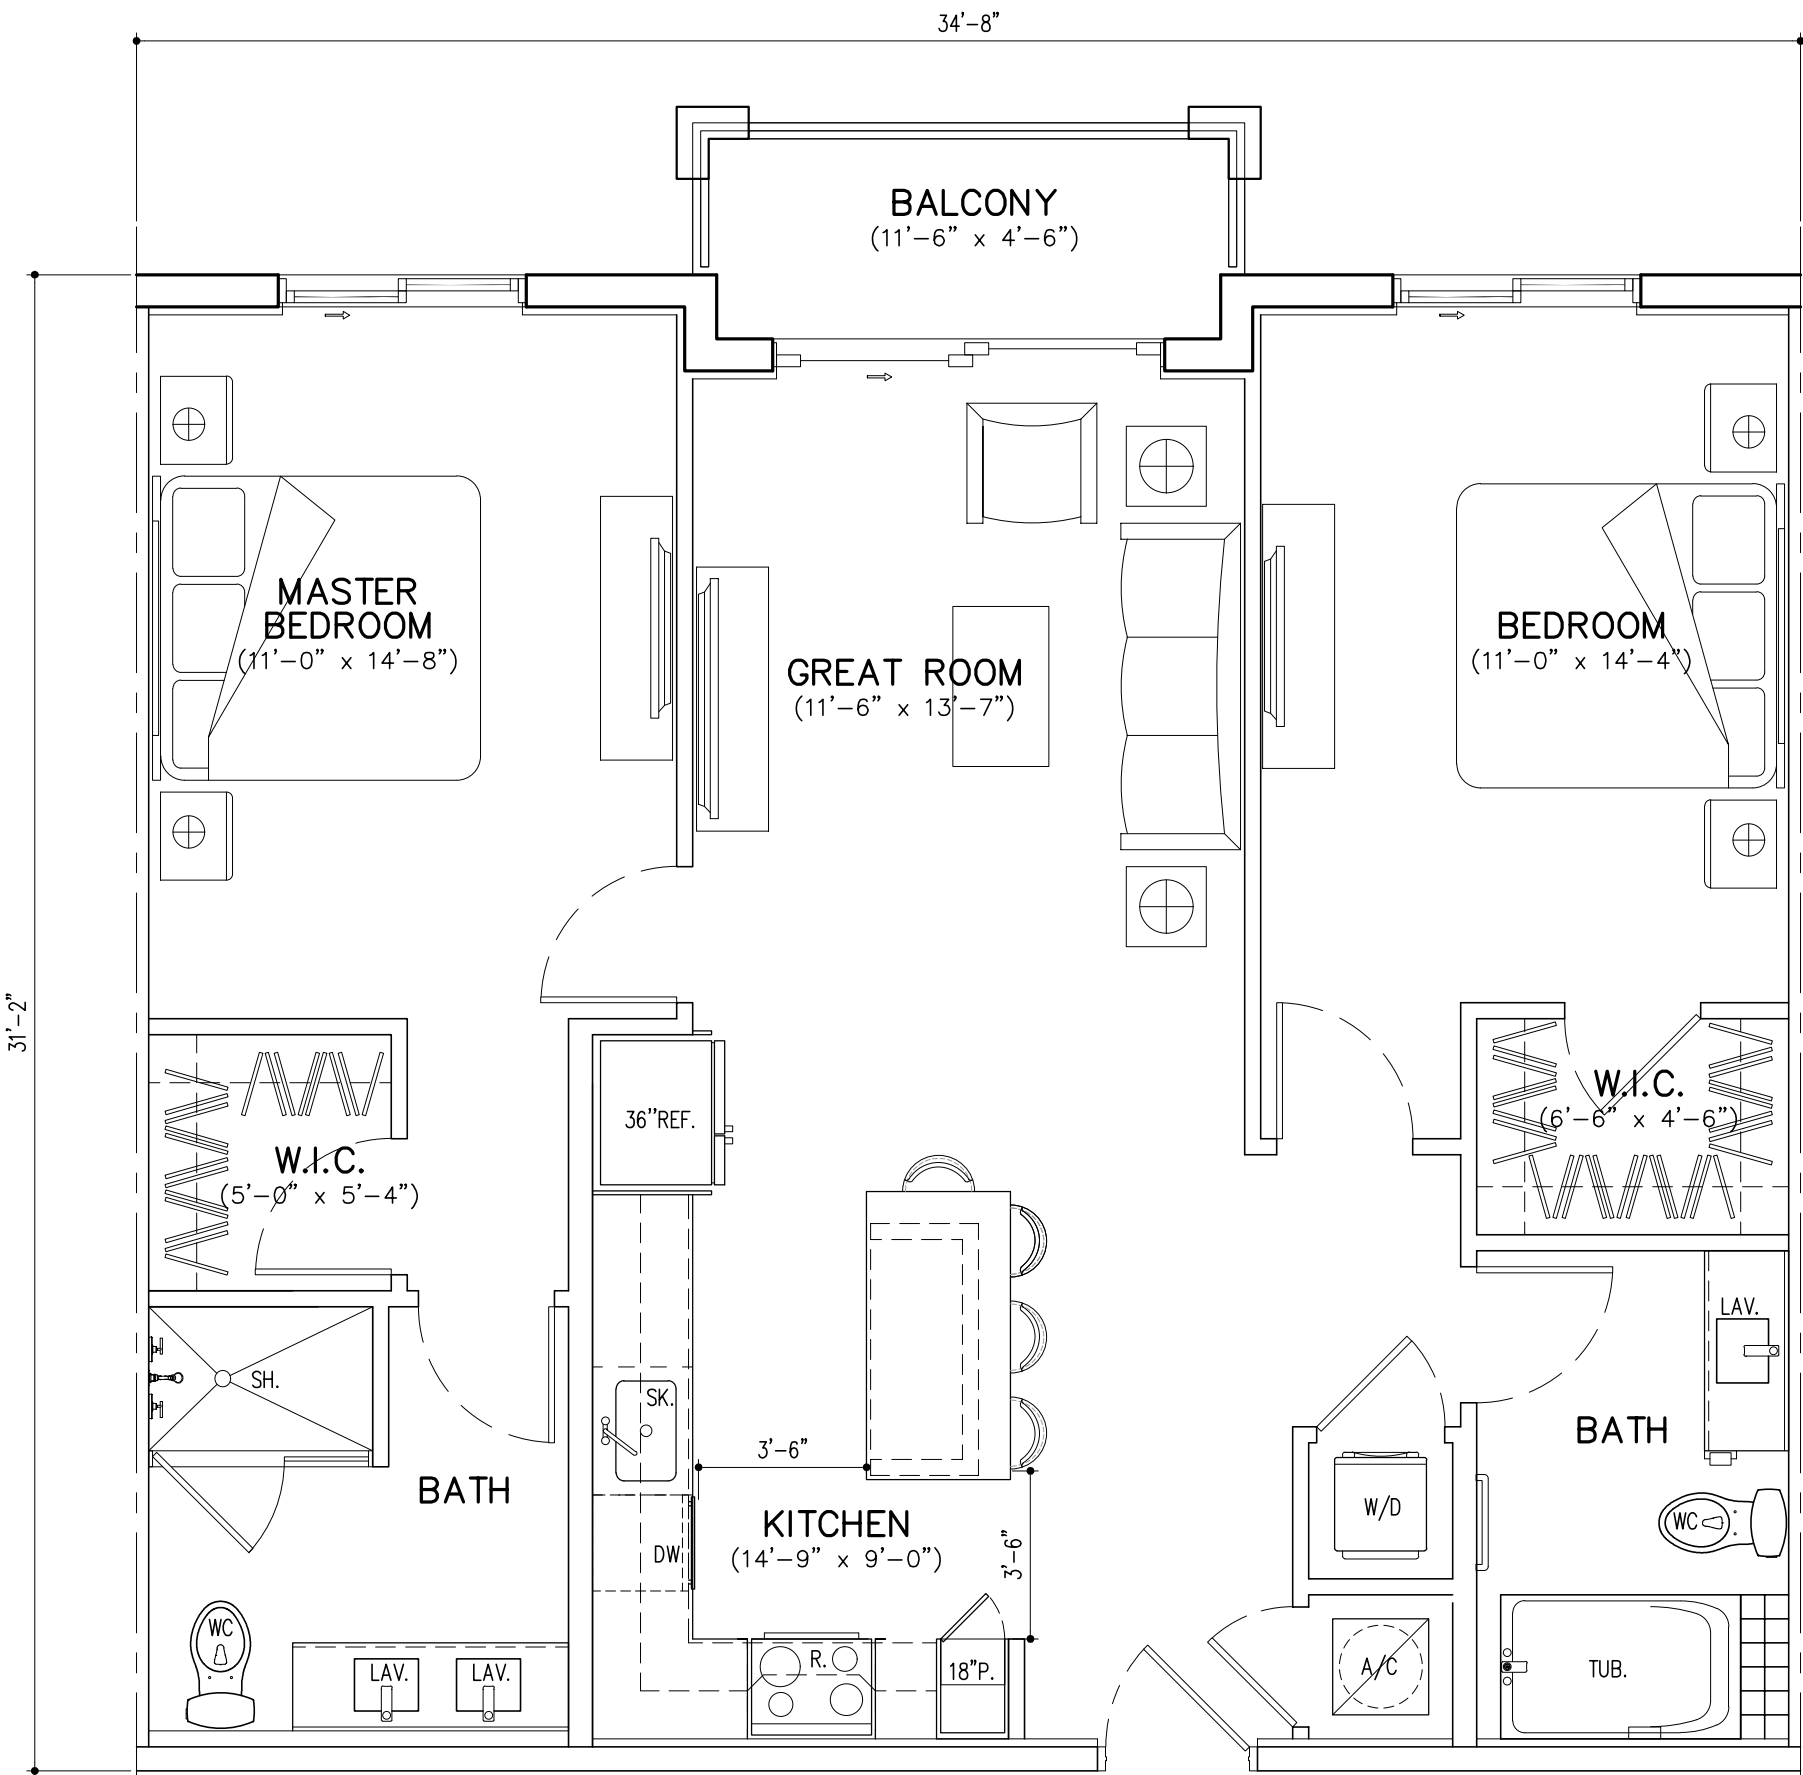 34'-8"
BALCONY
(11'-6" x 4'-6")
MASTER
BEDROOM
(11'-0" x 14'-8")
GREAT ROOM
(11'-6" x 13'-7")
BEDROOM
(11'-0" x 14'-4")
31'-2"
36"REF.
W.I.C.
(5'-0" x 5'-4")
W.I.C.
(6'-6" x 4'-6")
LAV.
SH.
SK.
BATH
3'-6"
BATH
W/D
WC
KITCHEN
(14'-9" x 9'-0")
DW
3'-6"
WC
LAV.
LAV.
R.
18"P.
A/C
TUB.